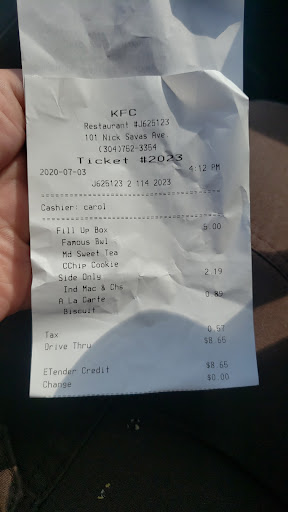 KFC
Restaurant #J625123
101 Nick Savas Ave.
(304)752-3354
Ticket #2023
2020-07-03 4:12 PM
J625123 2 114 2023
Cashier: carol
Fill Up Box 5.00
Famous Bwl
Md Sweet Tea
CChip Cookie
Side Only 2.19
Ind Mac & Chs
A La Carte 0.89
Biscuit
Tax 0.57
Drive Thru $8.65
ETender Credit $8.65
Change $0.00